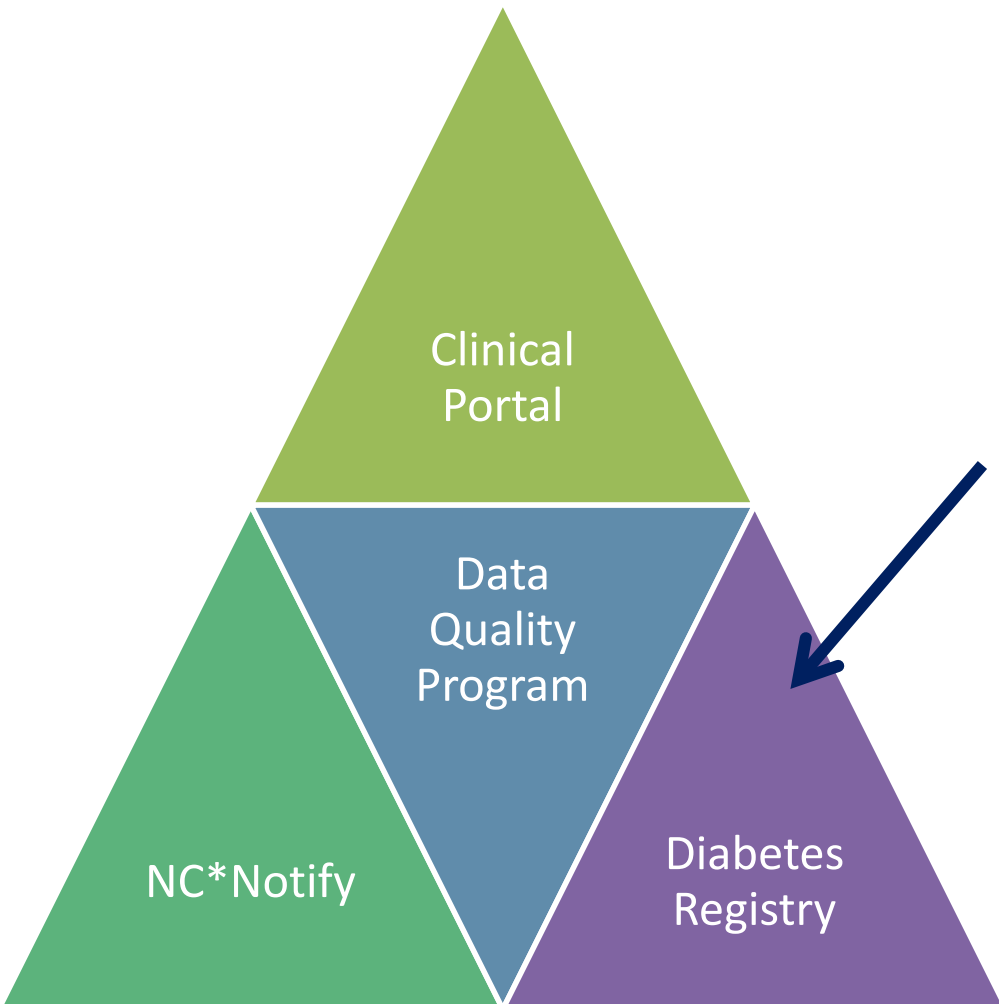 Clinical
Portal
Data
Quality
Program
NC*Notify
Diabetes
Registry